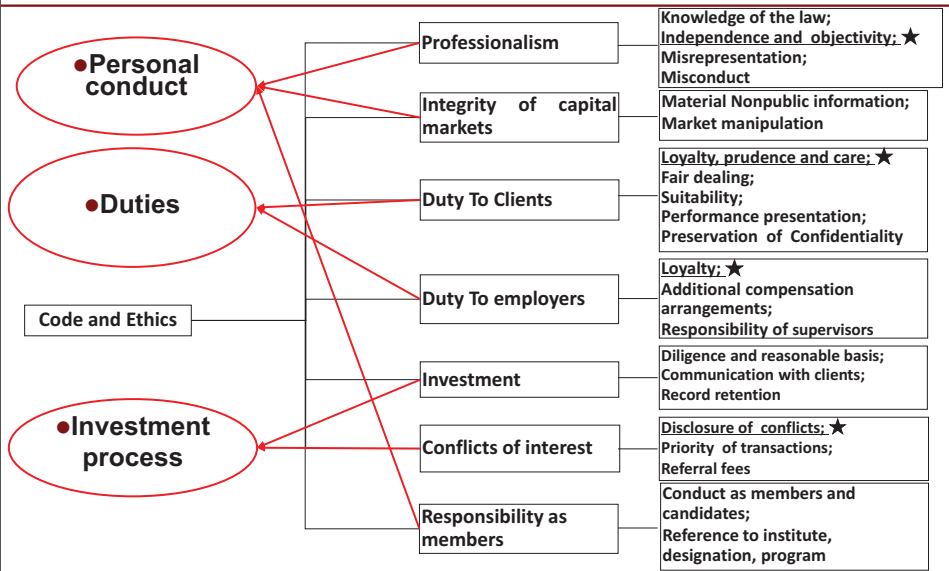 ●Personal
conduct
●Duties
Code and Ethics
●Investment
process
Professionalism
Knowledge of the law;
Independence and objectivity; ★
Misrepresentation;
Misconduct
Integrity of capital
markets
Material Nonpublic information;
Market manipulation
Duty To Clients
Loyalty, prudence and care; ★
Fair dealing;
Suitability;
Performance presentation;
Preservation of Confidentiality
Duty To employers
Loyalty; ★
Additional compensation
arrangements;
Responsibility of supervisors
Investment
Diligence and reasonable basis;
Communication with clients;
Record retention
Conflicts of interest
Disclosure of conflicts; ★
Priority of transactions;
Referral fees
Responsibility as
members
Conduct as members and
candidates;
Reference to institute,
designation, program